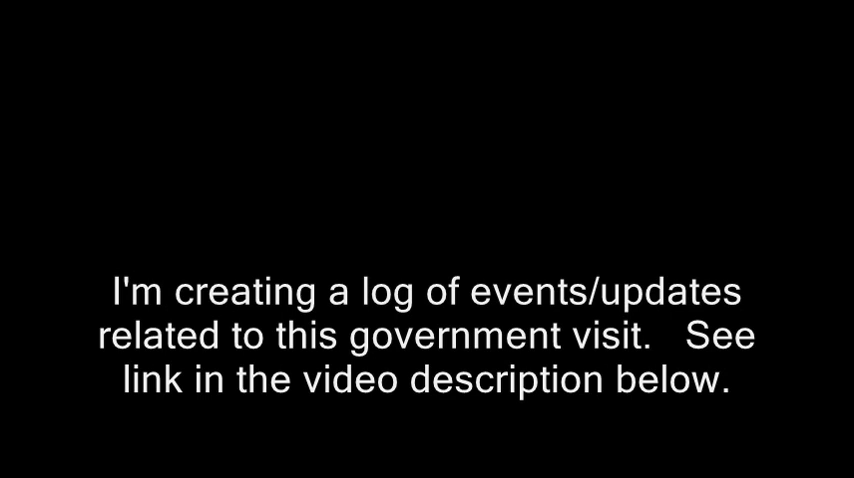 I'm creating a log of events/updates
related to this government visit.   See
link in the video description below.